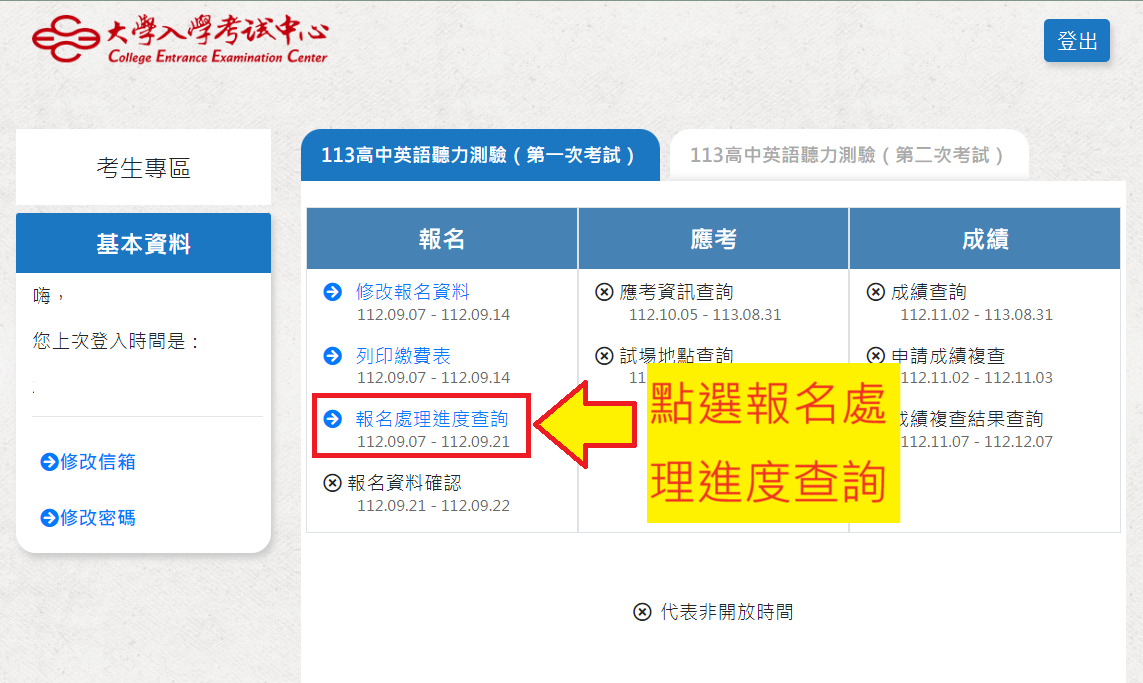 大學入學考試中心
College Entrance Examination Center
登出
考生專區
基本資料
嗨，
您上次登入時間是：
修改信箱
修改密碼
113高中英語聽力測驗（第一次考試）
113高中英語聽力測驗（第二次考試）
報名
修改報名資料
112.09.07 - 112.09.14
列印繳費表
112.09.07 - 112.09.14
報名處理進度查詢
112.09.07 - 112.09.21
報名資料確認
112.09.21 - 112.09.22
應考
應考資訊查詢
112.10.05 - 113.08.31
試場地點查詢
11
點選報名處
理進度查詢
成績
成績查詢
112.11.02 - 113.08.31
申請成績複查
112.11.02 - 112.11.03
成績複查結果查詢
112.11.07 - 112.12.07
代表非開放時間